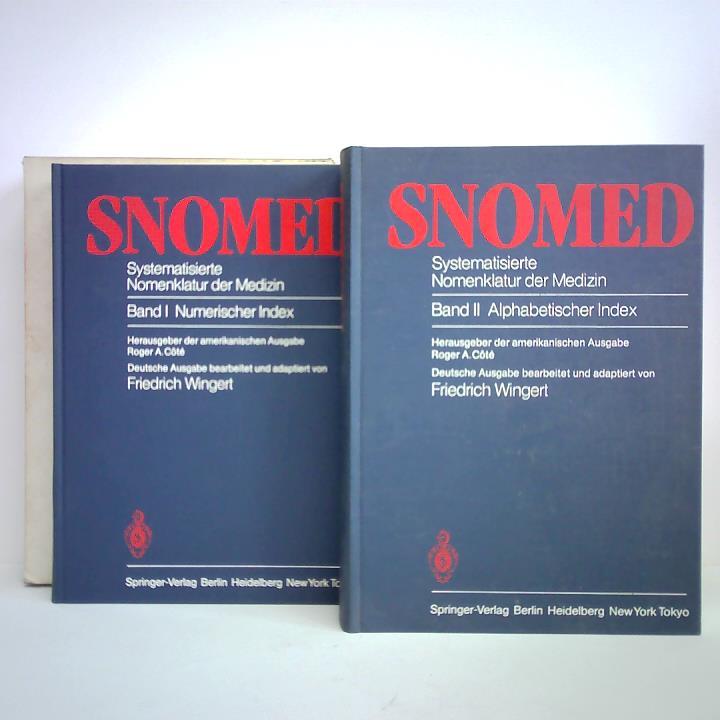 SNOMED
Systematisierte
Nomenklatur der Medizin
Band I Numerischer Index
Herausgeber der amerikanischen Ausgabe
Roger A. Côté
Deutsche Ausgabe bearbeitet und adaptiert von
Friedrich Wingert
Springer-Verlag Berlin Heidelberg New York To
SNOMED
Systematisierte
Nomenklatur der Medizin
Band II Alphabetischer Index
Herausgeber der amerikanischen Ausgabe
Roger A. Côté
Deutsche Ausgabe bearbeitet und adaptiert von
Friedrich Wingert
Springer-Verlag Berlin Heidelberg New York Tokyo